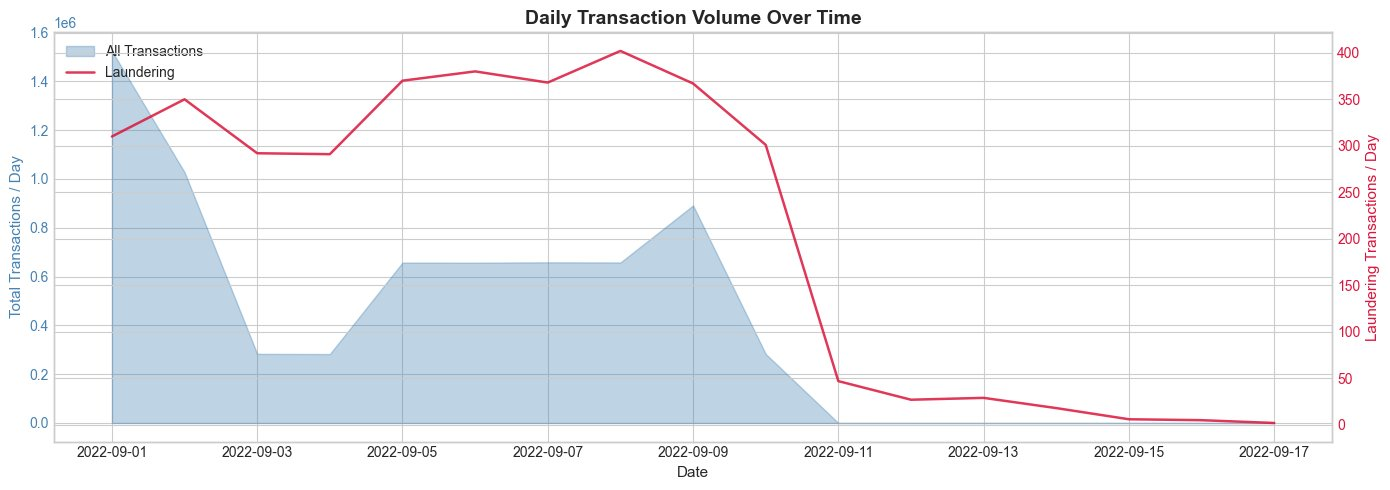 Daily Transaction Volume Over Time
1e6
All Transactions
Laundering
Total Transactions / Day
1.6
1.4
1.2
1.0
0.8
0.6
0.4
0.2
0.0
400
350
300
250
200
150
100
50
0
Laundering Transactions / Day
2022-09-01 2022-09-03 2022-09-05 2022-09-07 2022-09-09 2022-09-11 2022-09-13 2022-09-15 2022-09-17
Date